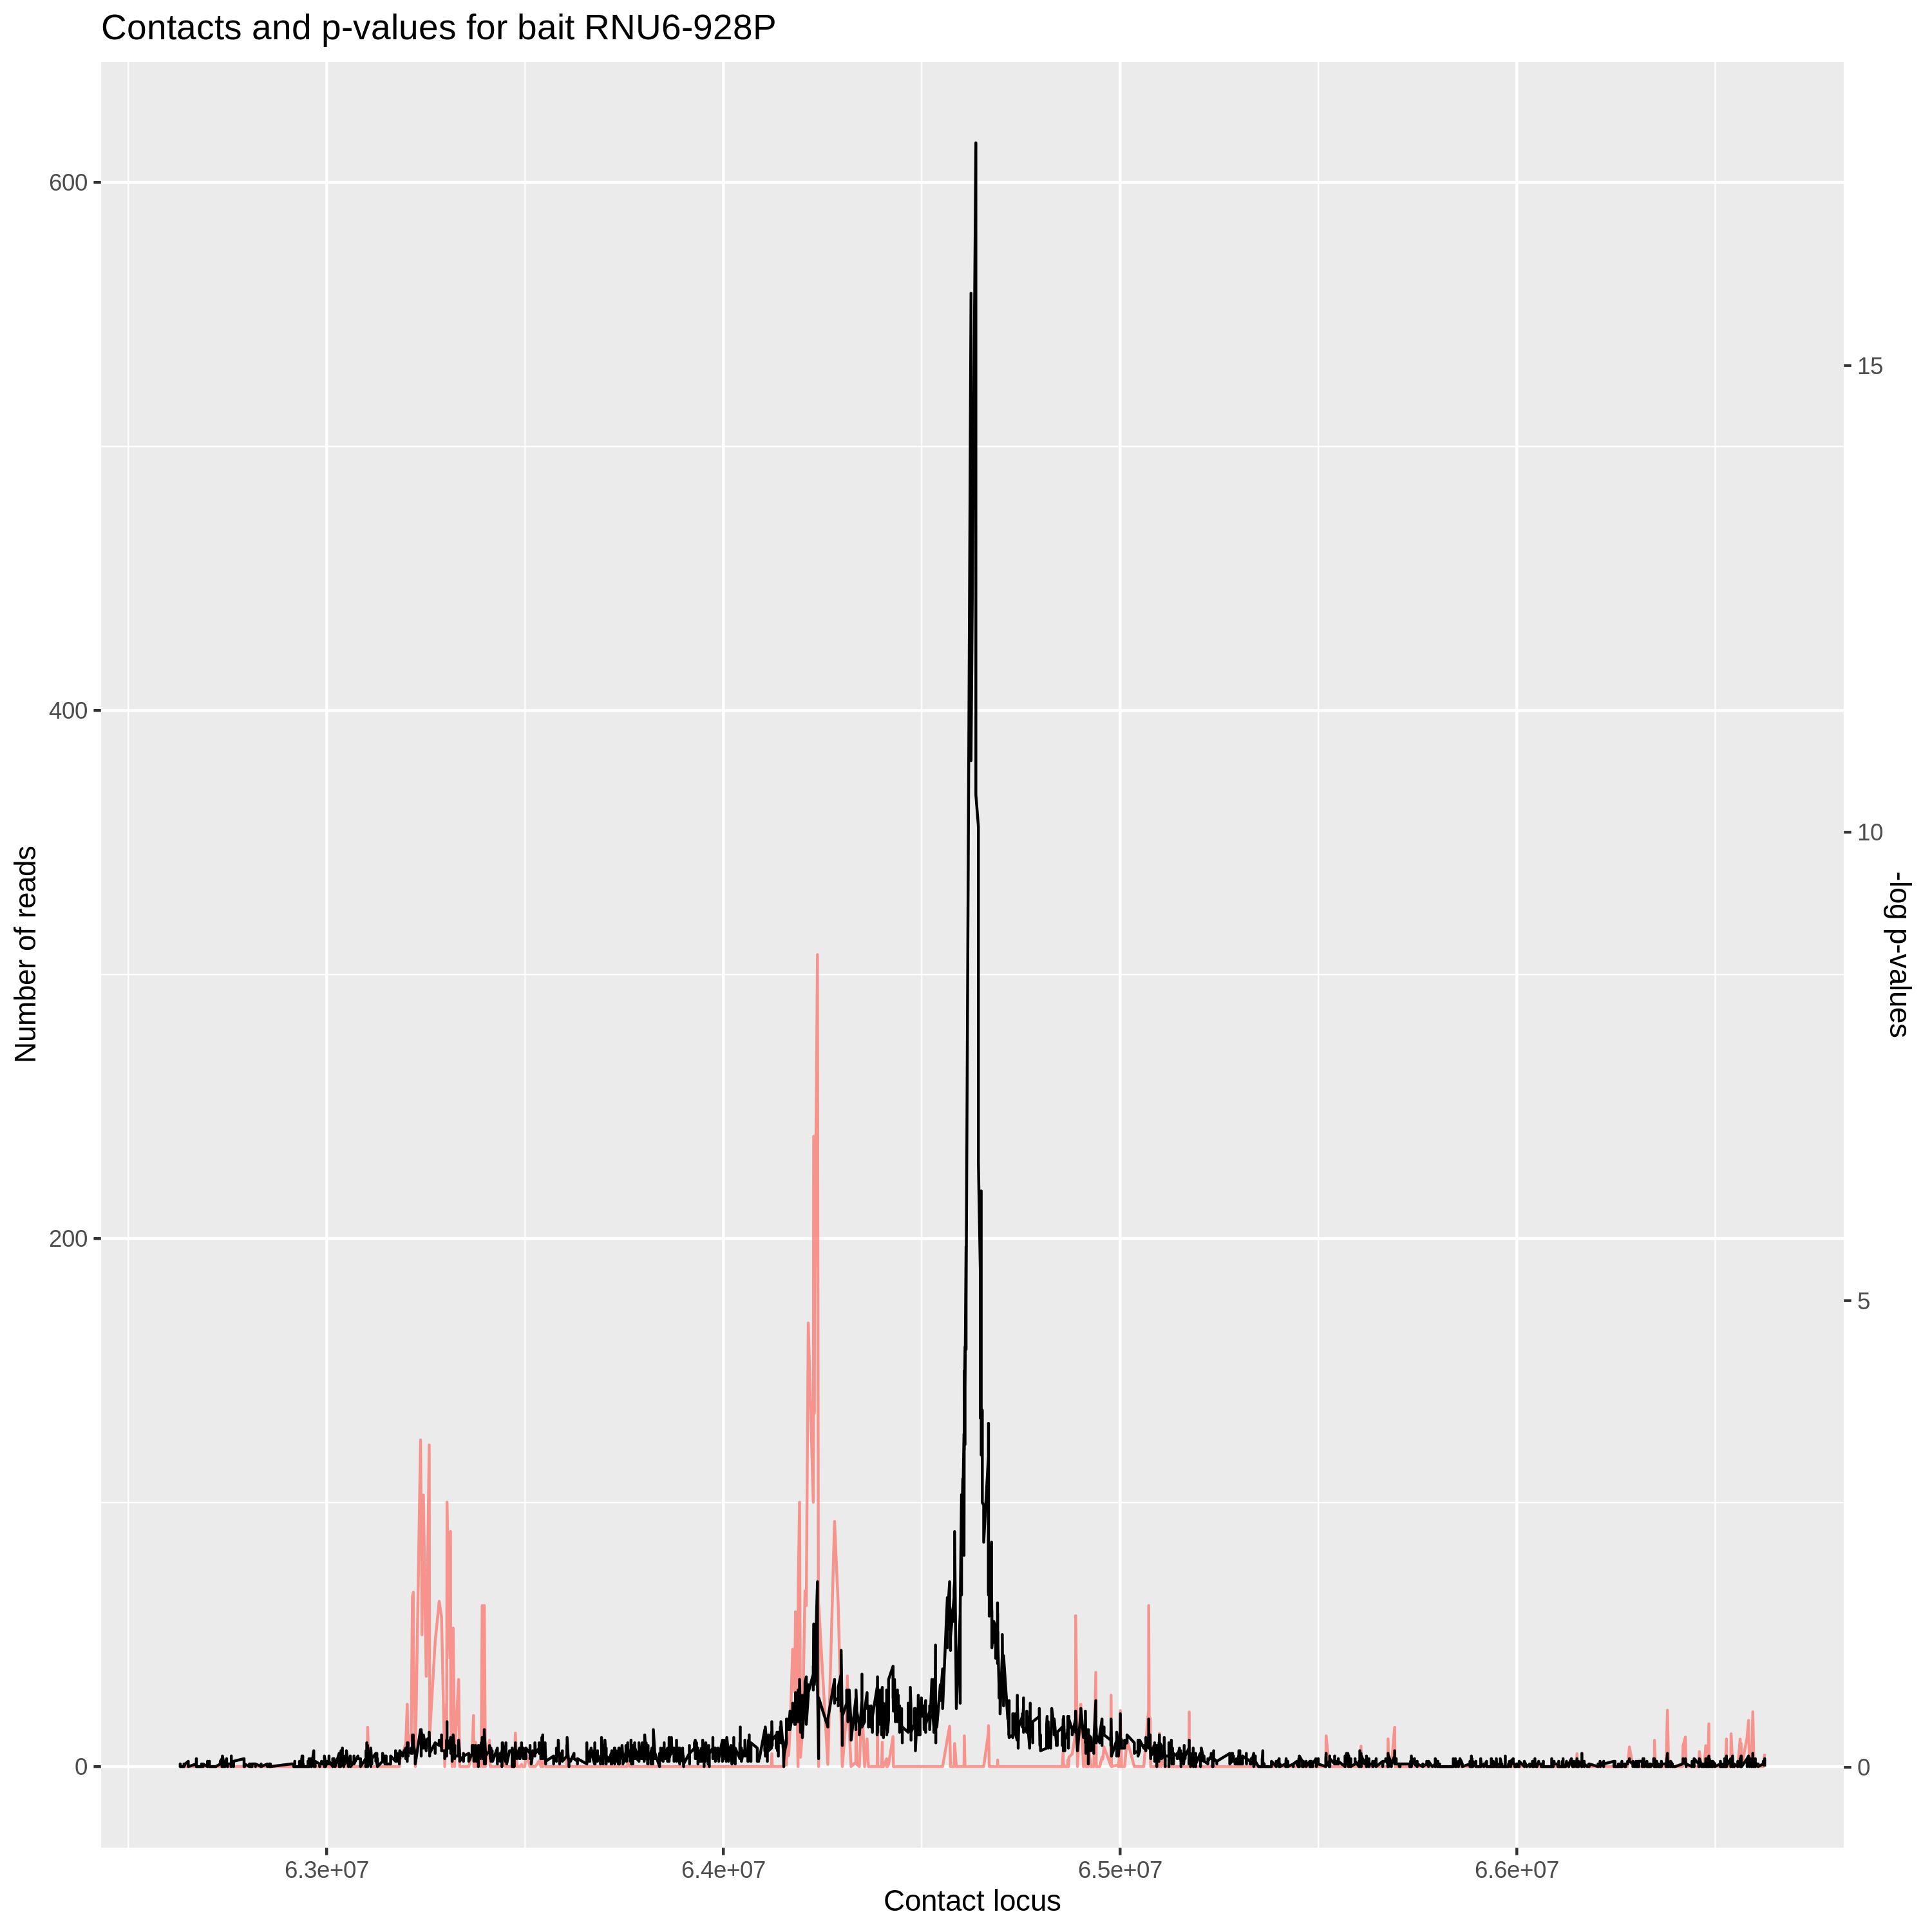 Contacts and p-values for bait RNU6-928P
600
400
200
0
Number of reads
15
10
5
0
-log p-values
6.3e+07
6.4e+07
6.5e+07
6.6e+07
Contact locus